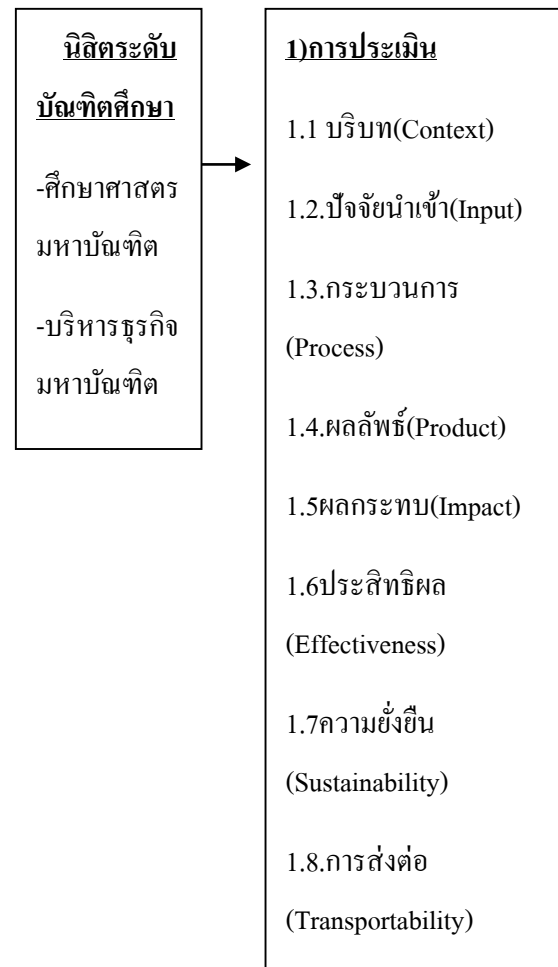 นิสิตระดับ
บัณฑิตศึกษา
-ศึกษาศาสตร
มหาบัณฑิต
-บริหารธุรกิจ
มหาบัณฑิต
1)การประเมิน
1.1 บริบท(Context)
1.2.ปัจจัยนำเข้า(Input)
1.3.กระบวนการ
(Process)
1.4.ผลลัพธ์(Product)
1.5ผลกระทบ(Impact)
1.6ประสิทธิผล
(Effectiveness)
1.7ความยั่งยืน
(Sustainability)
1.8.การส่งต่อ
(Transportability)